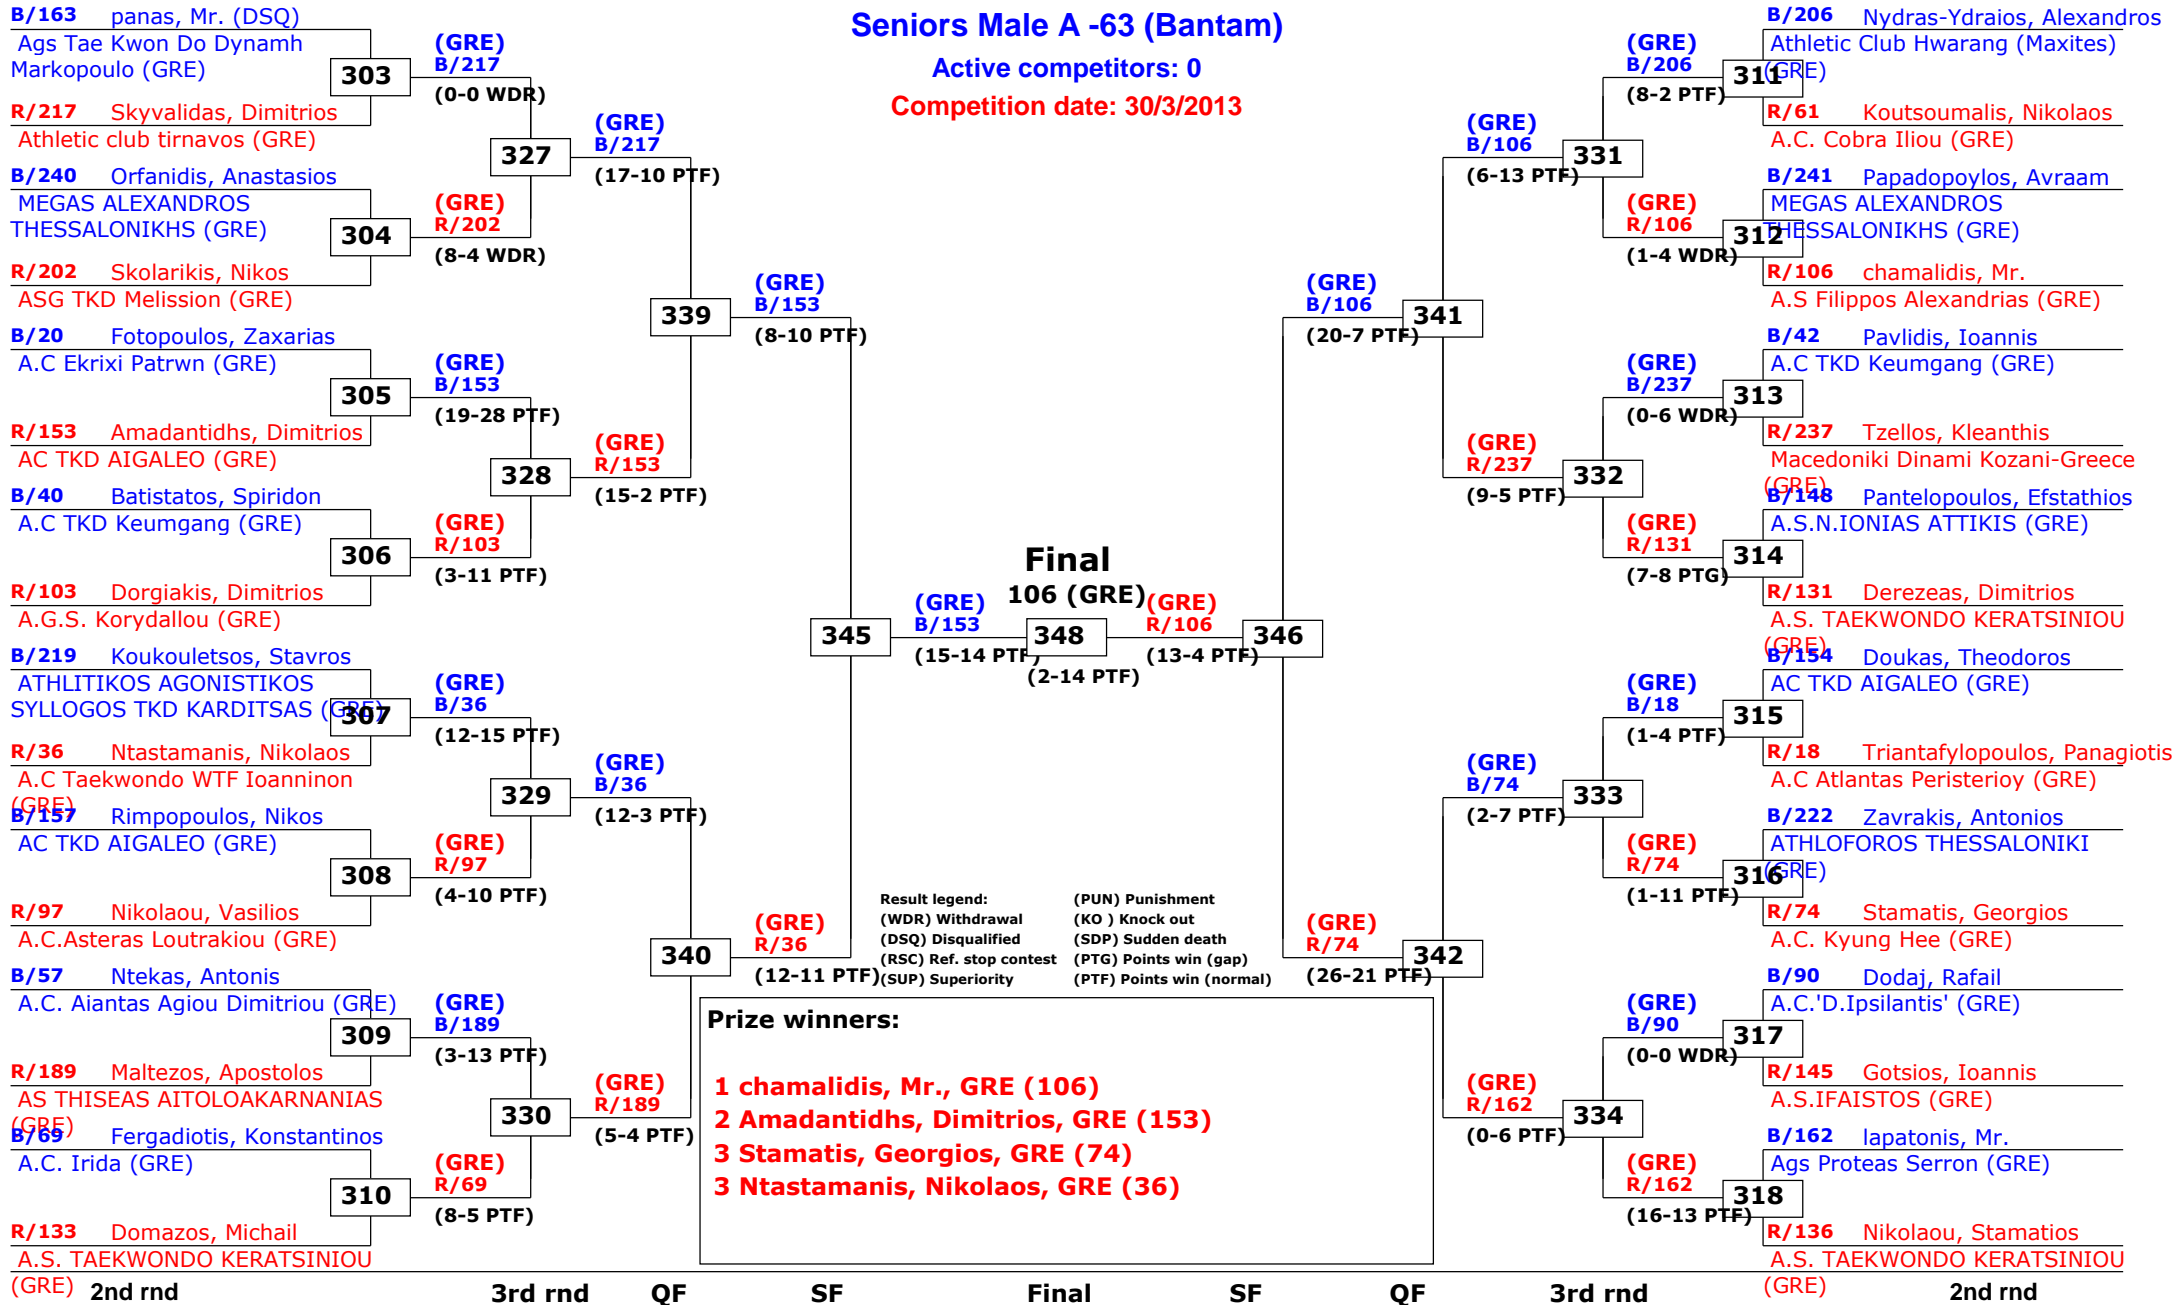 Seniors Male A -63 (Bantam)
Active competitors: 0
Competition date: 30/3/2013
B/163 panas, Mr. (DSQ)
Ags Tae Kwon Do Dynamh
Markopoulo (GRE)
303
R/217 Skyvalidas, Dimitrios
Athletic club tirnavos (GRE)
B/240 Orfanidis, Anastasios
MEGAS ALEXANDROS
THESSALONIKHS (GRE)
304
R/202 Skolarikis, Nikos
ASG TKD Melission (GRE)
B/20 Fotopoulos, Zaxarias
A.C Ekrixi Patrwn (GRE)
305
R/153 Amadantidhs, Dimitrios
AC TKD AIGALEO (GRE)
B/40 Batistatos, Spiridon
A.C TKD Keumgang (GRE)
306
R/103 Dorgiakis, Dimitrios
A.G.S. Korydallou (GRE)
B/219 Koukouletsos, Stavros
ATHLITIKOS AGONISTIKOS
SYLLOGOS TKD KARDITSAS (GRE)
307
R/36 Ntastamanis, Nikolaos
A.C Taekwondo WTF Ioanninon
(GRE)
B/157 Rimpopoulos, Nikos
AC TKD AIGALEO (GRE)
308
R/97 Nikolaou, Vasilios
A.C.Asteras Loutrakiou (GRE)
B/57 Ntekas, Antonis
A.C. Aiantas Agiou Dimitriou (GRE)
309
R/189 Maltezos, Apostolos
AS THISEAS AITOLOAKARNANIAS
(GRE)
B/69 Fergadiotis, Konstantinos
A.C. Irida (GRE)
310
R/133 Domazos, Michail
A.S. TAEKWONDO KERATSINIOU
(GRE)
(GRE)
B/217
(0-0 WDR)
327
(GRE)
R/202
(8-4 WDR)
(GRE)
B/153
(19-28 PTF)
328
(GRE)
R/103
(3-11 PTF)
(GRE)
B/36
(12-15 PTF)
329
(GRE)
R/97
(4-10 PTF)
(GRE)
B/189
(3-13 PTF)
330
(GRE)
R/69
(8-5 PTF)
(GRE)
B/217
(17-10 PTF)
339
(GRE)
R/153
(15-2 PTF)
(GRE)
B/36
(12-3 PTF)
340
(GRE)
R/189
(5-4 PTF)
(GRE)
B/153
(8-10 PTF)
345
(GRE)
R/36
(12-11 PTF)
(GRE)
B/153
(15-14 PTF)
Final
106 (GRE)
348
(2-14 PTF)
(GRE)
R/106
(13-4 PTF)
346
(GRE)
B/106
(20-7 PTF)
341
(GRE)
R/74
(26-21 PTF)
342
(GRE)
B/106
(6-13 PTF)
331
(GRE)
R/237
(9-5 PTF)
332
(GRE)
B/74
(2-7 PTF)
333
(GRE)
R/162
(0-6 PTF)
334
(GRE)
B/206
(8-2 PTF)
(GRE)
R/106
(1-4 WDR)
(GRE)
B/237
(0-6 WDR)
(GRE)
R/131
(7-8 PTG)
(GRE)
B/18
(1-4 PTF)
(GRE)
R/74
(1-11 PTF)
(GRE)
B/90
(0-0 WDR)
(GRE)
R/162
(16-13 PTF)
B/206 Nydras-Ydraios, Alexandros
Athletic Club Hwarang (Maxites)
(GRE)
311
R/61 Koutsoumalis, Nikolaos
A.C. Cobra Iliou (GRE)
B/241 Papadopoylos, Avraam
MEGAS ALEXANDROS
THESSALONIKHS (GRE)
312
R/106 chamalidis, Mr.
A.S Filippos Alexandrias (GRE)
B/42 Pavlidis, Ioannis
A.C TKD Keumgang (GRE)
313
R/237 Tzellos, Kleanthis
Macedoniki Dinami Kozani-Greece
(GRE)
B/148 Pantelopoulos, Efstathios
A.S.N.IONIAS ATTIKIS (GRE)
314
R/131 Derezeas, Dimitrios
A.S. TAEKWONDO KERATSINIOU
(GRE)
B/154 Doukas, Theodoros
AC TKD AIGALEO (GRE)
315
R/18 Triantafylopoulos, Panagiotis
A.C Atlantas Peristerioy (GRE)
B/222 Zavrakis, Antonios
ATHLOFOROS THESSALONIKI
(GRE)
316
R/74 Stamatis, Georgios
A.C. Kyung Hee (GRE)
B/90 Dodaj, Rafail
A.C.'D.Ipsilantis' (GRE)
317
R/145 Gotsios, Ioannis
A.S.IFAISTOS (GRE)
B/162 lapatonis, Mr.
Ags Proteas Serron (GRE)
318
R/136 Nikolaou, Stamatios
A.S. TAEKWONDO KERATSINIOU
(GRE)
Result legend: (PUN) Punishment
(WDR) Withdrawal (KO ) Knock out
(DSQ) Disqualified (SDP) Sudden death
(RSC) Ref. stop contest (PTG) Points win (gap)
(SUP) Superiority (PTF) Points win (normal)
Prize winners:
1 chamalidis, Mr., GRE (106)
2 Amadantidhs, Dimitrios, GRE (153)
3 Stamatis, Georgios, GRE (74)
3 Ntastamanis, Nikolaos, GRE (36)
2nd rnd 3rd rnd QF SF Final SF QF 3rd rnd 2nd rnd